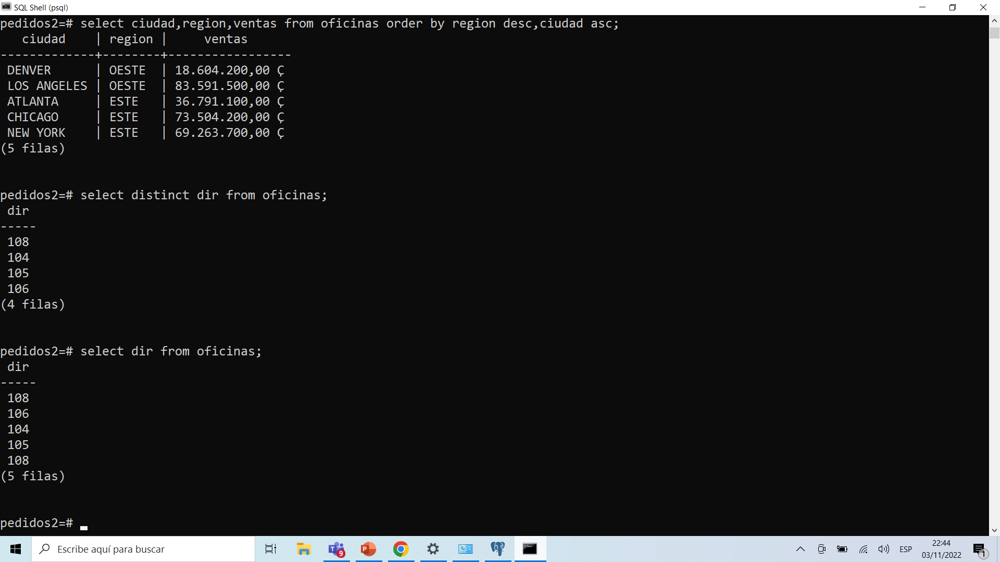 SQL Shell (psql)
pedidos2=# select ciudad,region,ventas from oficinas order by region desc,ciudad asc;
   ciudad    | region |     ventas
-------------+--------+-----------------
 DENVER      | OESTE  | 18.604.200,00 Ç
 LOS ANGELES | OESTE  | 83.591.500,00 Ç
 ATLANTA     | ESTE   | 36.791.100,00 Ç
 CHICAGO     | ESTE   | 73.504.200,00 Ç
 NEW YORK    | ESTE   | 69.263.700,00 Ç
(5 filas)
pedidos2=# select distinct dir from oficinas;
 dir
-----
 108
 104
 105
 106
(4 filas)
pedidos2=# select dir from oficinas;
 dir
-----
 108
 106
 104
 105
 108
(5 filas)
pedidos2=#
Escribe aquí para buscar
T
9
P
ESP
22:44
03/11/2022
1